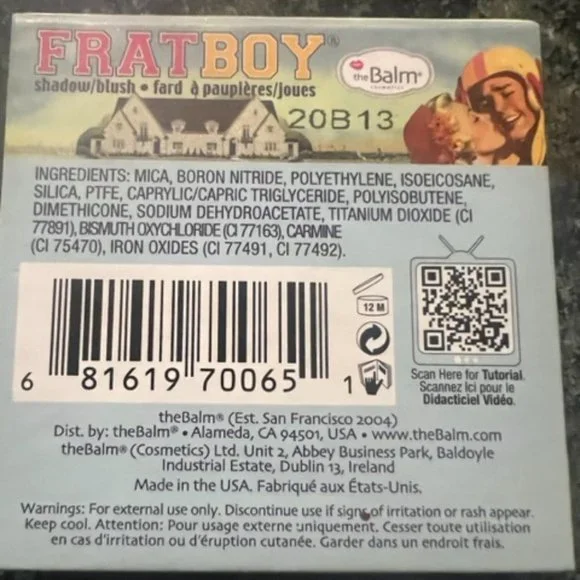 FRATBOY®
shadow/blush • fard à paupières/joues
theBalm®
COSMETICS
20B13
INGREDIENTS: MICA, BORON NITRIDE, POLYETHYLENE, ISOEICOSANE,
SILICA, PTFE, CAPRYLIC/CAPRIC TRIGLYCERIDE, POLYISOBUTENE,
DIMETHICONE, SODIUM DEHYDROACETATE, TITANIUM DIOXIDE (CI
77891), BISMUTH OXYCHLORIDE (CI 77163), CARMINE
(CI 75470), IRON OXIDES (CI 77491, CI 77492).
12 M
6 81619 70065 1
Scan Here for Tutorial.
Scannez Ici pour le
Didacticiel Vidéo.
theBalm® (Est. San Francisco 2004)
Dist. by: theBalm® • Alameda, CA 94501, USA • www.theBalm.com
theBalm® (Cosmetics) Ltd. Unit 2, Abbey Business Park, Baldoyle
Industrial Estate, Dublin 13, Ireland
Made in the USA. Fabriqué aux États-Unis.
Warnings: For external use only. Discontinue use if signs of irritation or rash appear.
Keep cool. Attention: Pour usage externe uniquement. Cesser toute utilisation
en cas d'irritation ou d'éruption cutanée. Garder dans un endroit frais.